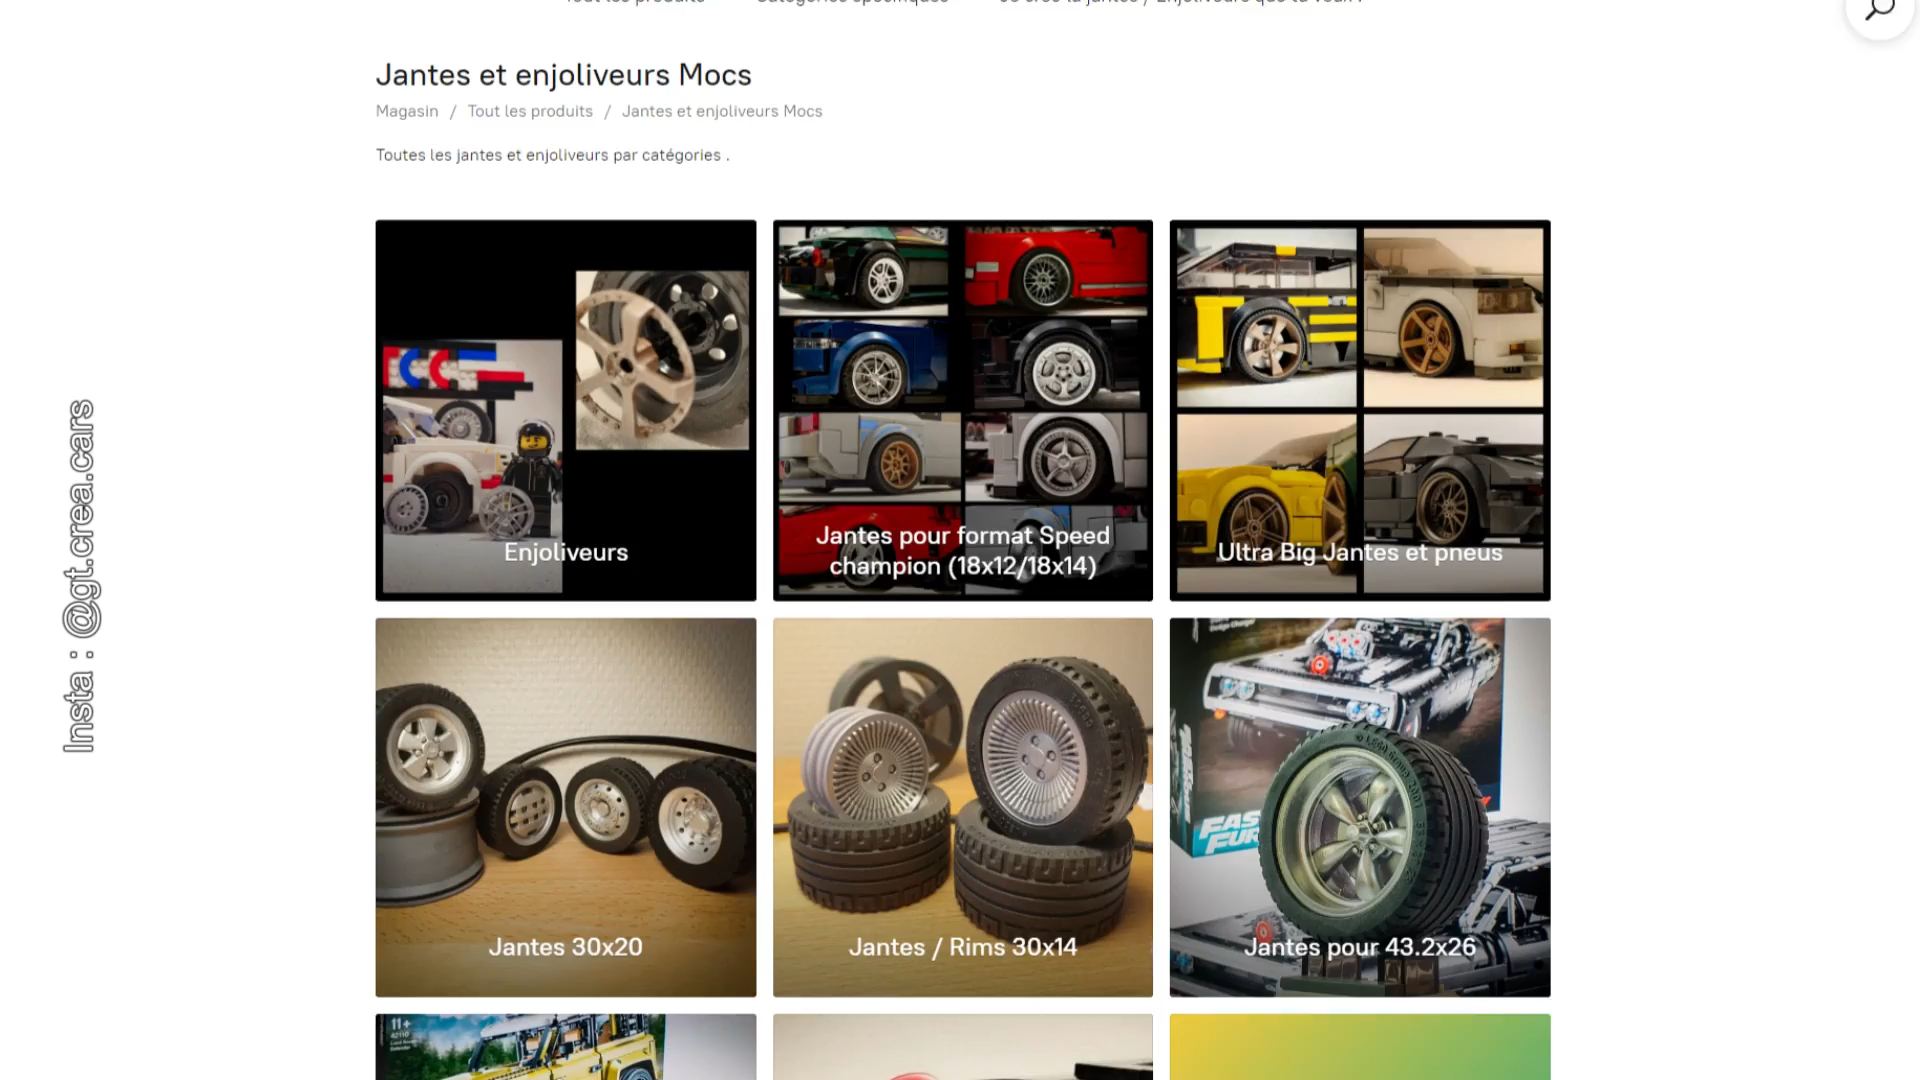 Jantes et enjoliveurs Mocs
Magasin / Tout les produits / Jantes et enjoliveurs Mocs
Toutes les jantes et enjoliveurs par catégories .
Insta : @gt.crea.cars
Enjoliveurs
Jantes pour format Speed
champion (18x12/18x14)
Ultra Big Jantes et pneus
Jantes 30x20
Jantes / Rims 30x14
Jantes pour 43.2x26
11+
42110